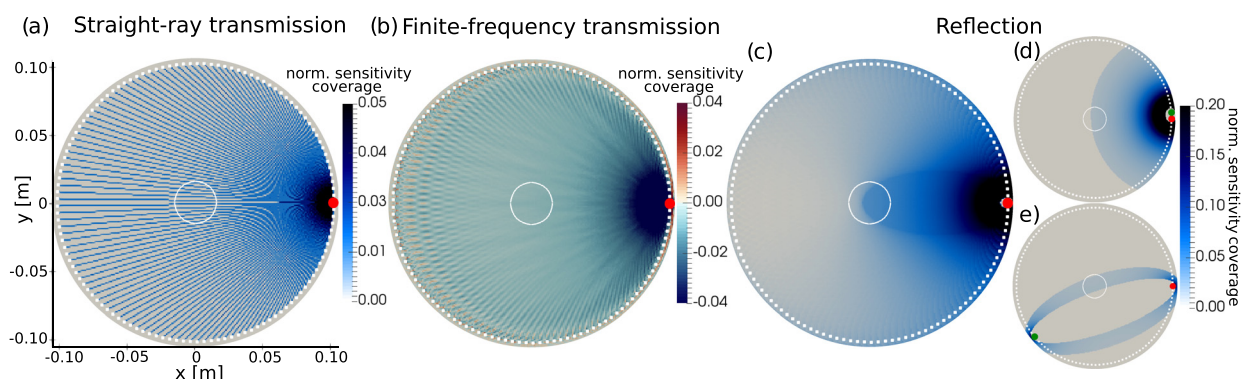 (a) Straight-ray transmission
(b) Finite-frequency transmission
Reflection
(c)
(d)
e)
norm. sensitivity
coverage
0.05
0.04
0.03
0.01
0.00
norm. sensitivity
coverage
0.04
0.02
0.00
-0.02
-0.04
0.20
0.15
0.10
0.05
0.00
norm. sensitivity coverage
y [m]
0.10
0.05
0
-0.05
-0.10
-0.10
-0.05
0
0.05
0.10
x [m]